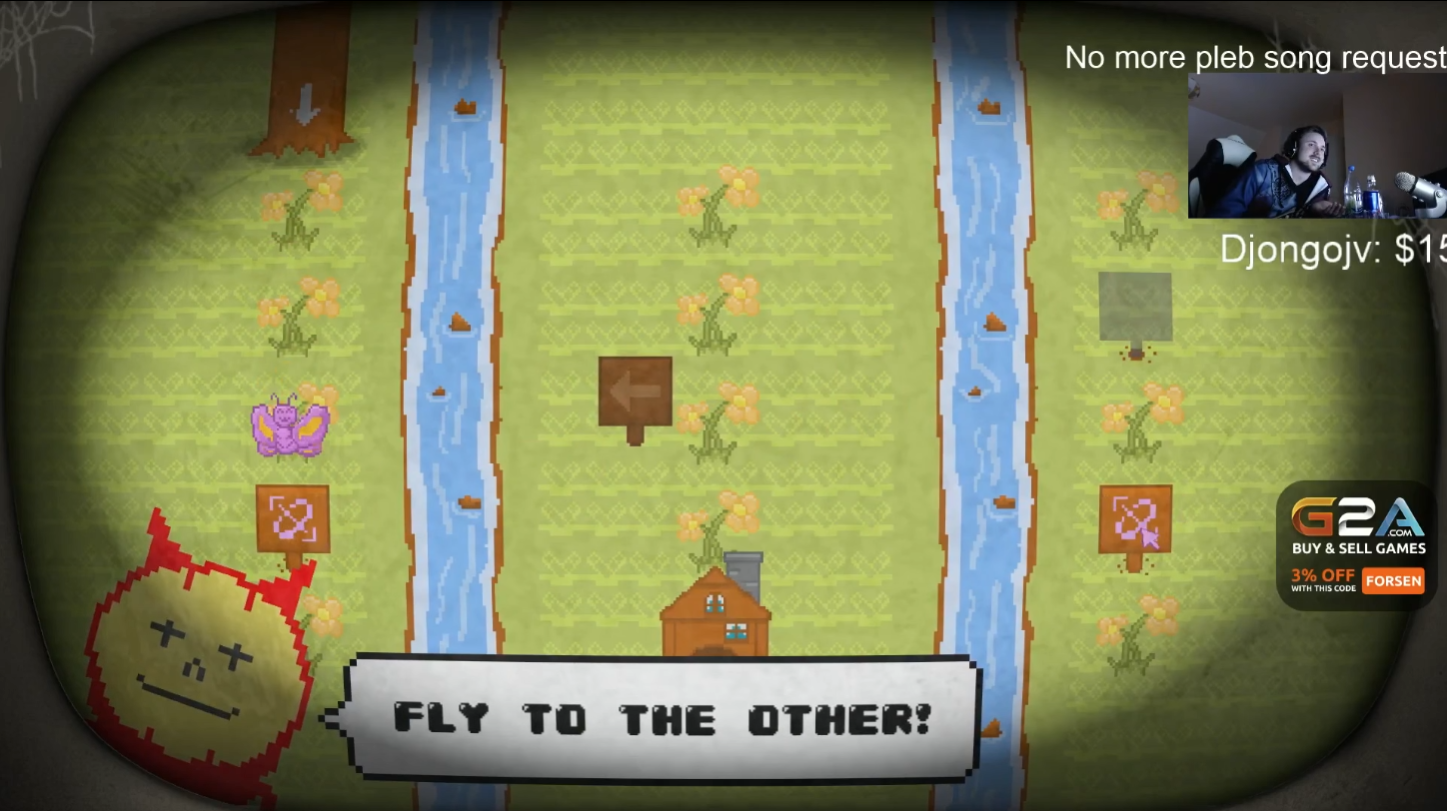 No more pleb song request
Djongojv: $15
G2A
.COM
BUY & SELL GAMES
3% OFF
WITH THIS CODE
FORSEN
FLY TO THE OTHER!